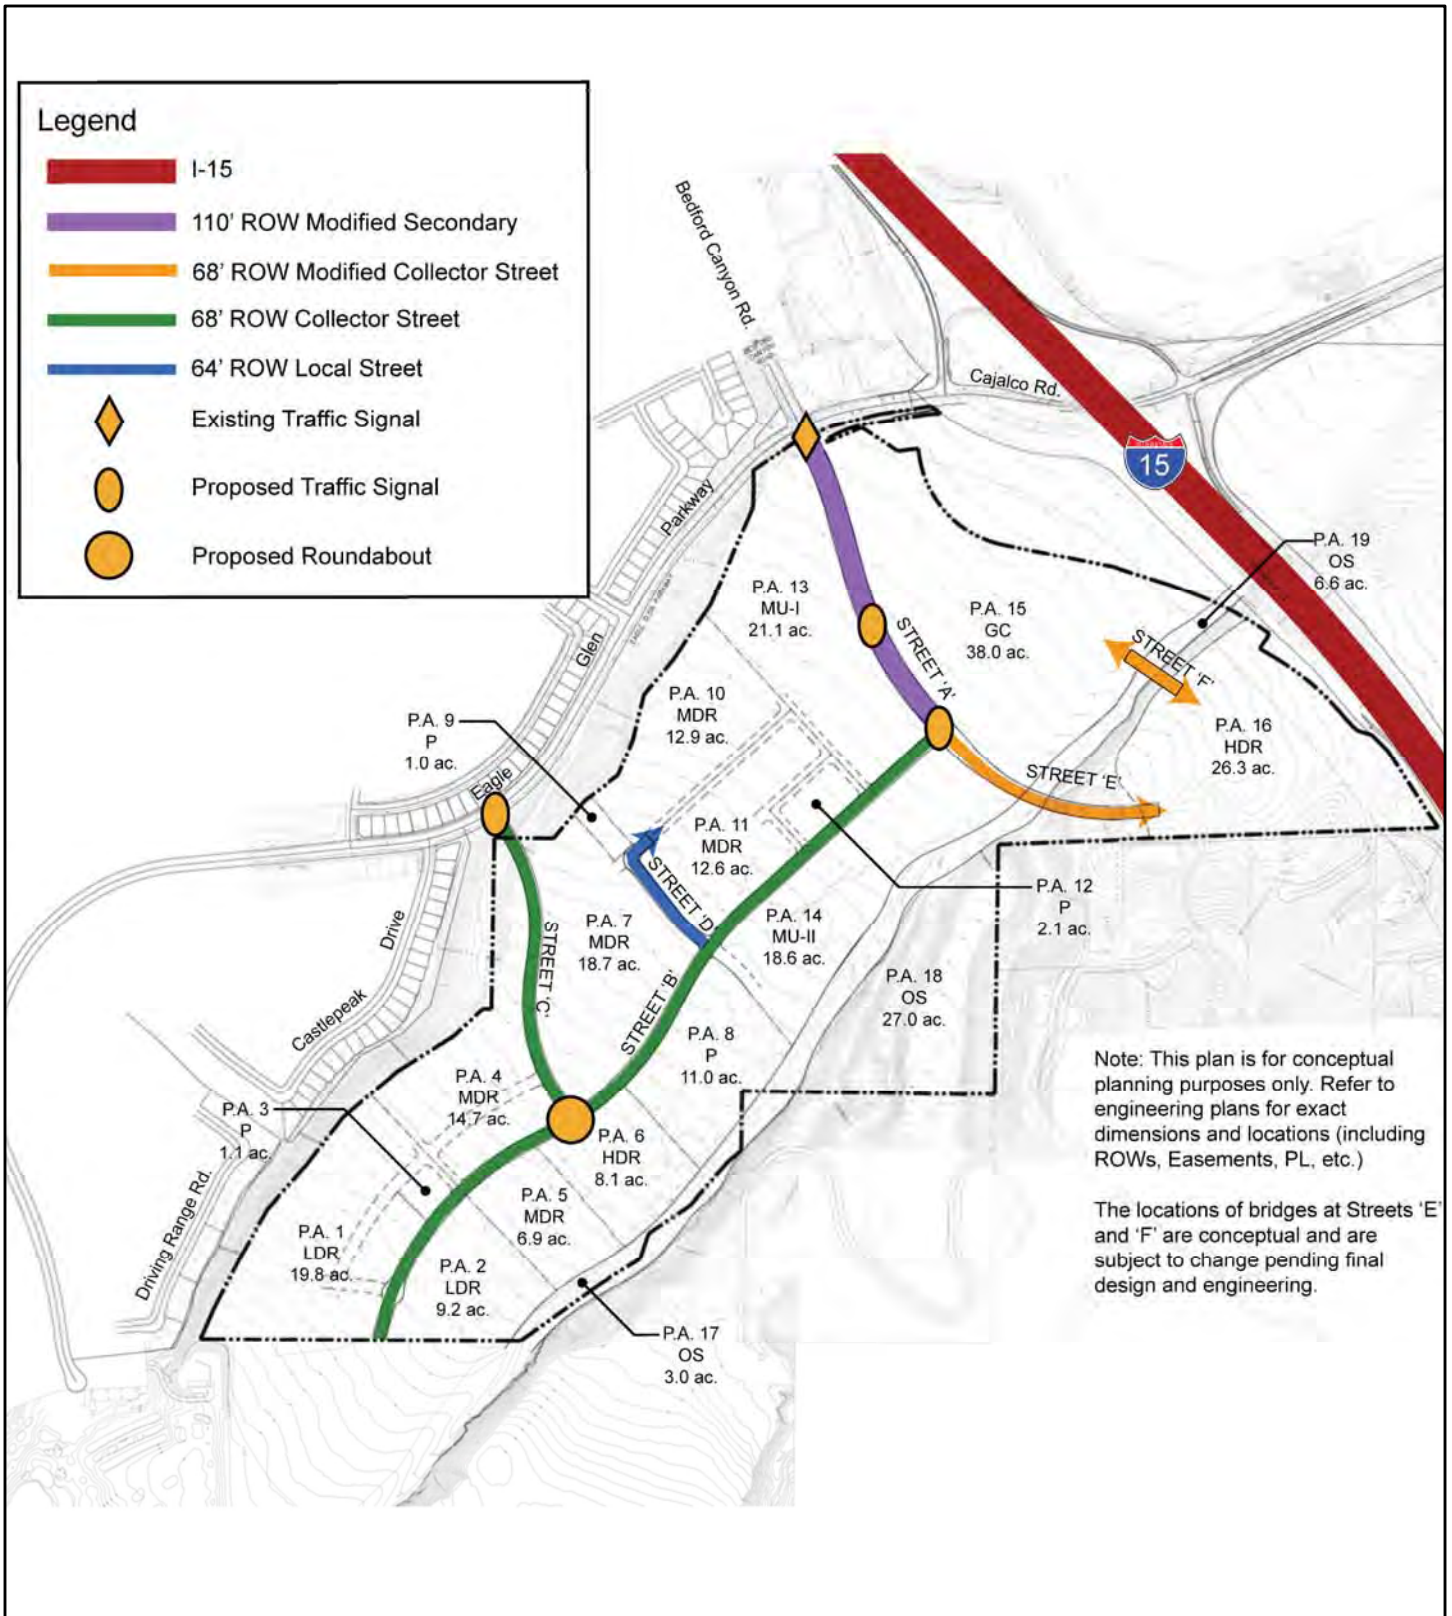 Legend
I-15
110' ROW Modified Secondary
68' ROW Modified Collector Street
68' ROW Collector Street
64' ROW Local Street
Existing Traffic Signal
Proposed Traffic Signal
Proposed Roundabout
Bedford Canyon Rd.
Cajalco Rd.
15
Parkway
Glen
Eagle
P.A. 19
OS
6.6 ac.
P.A. 13
MU-I
21.1 ac.
P.A. 15
GC
38.0 ac.
STREET 'A'
STREET 'F'
P.A. 10
MDR
12.9 ac.
P.A. 9
P
1.0 ac.
P.A. 16
HDR
26.3 ac.
STREET 'E'
P.A. 11
MDR
12.6 ac.
STREET 'D'
P.A. 12
P
2.1 ac.
P.A. 7
MDR
18.7 ac.
P.A. 14
MU-II
18.6 ac.
STREET 'C'
STREET 'B'
Drive
Castlepeak
P.A. 18
OS
27.0 ac.
P.A. 8
P
11.0 ac.
P.A. 4
MDR
14.7 ac.
P.A. 3
P
1.1 ac.
P.A. 6
HDR
8.1 ac.
P.A. 5
MDR
6.9 ac.
Driving Range Rd.
P.A. 1
LDR
19.8 ac.
P.A. 2
LDR
9.2 ac.
P.A. 17
OS
3.0 ac.
Note: This plan is for conceptual
planning purposes only. Refer to
engineering plans for exact
dimensions and locations (including
ROWs, Easements, PL, etc.)
The locations of bridges at Streets 'E'
and 'F' are conceptual and are
subject to change pending final
design and engineering.